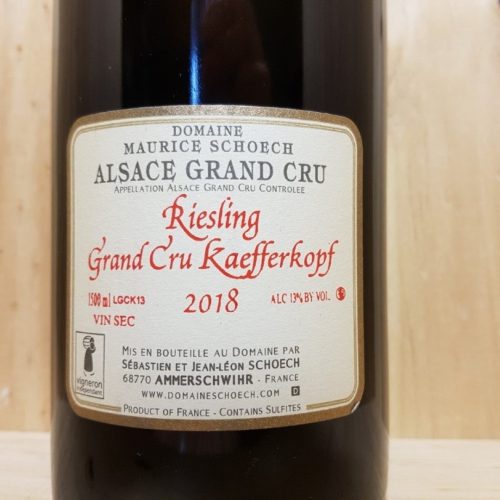 DOMAINE
MAURICE SCHOECH
ALSACE GRAND CRU
APPELLATION ALSACE GRAND CRU CONTROLEE
Riesling
Grand Cru Kaefferkopf
1500 ml LGCK13 2018 ALC 13% BY VOL.
VIN SEC
MIS EN BOUTEILLE AU DOMAINE PAR
SÉBASTIEN ET JEAN-LÉON SCHOECH
68770 AMMERSCHWIHR - FRANCE
WWW.DOMAINESCHOECH.COM D
vigneron
indépendant
PRODUCT OF FRANCE - CONTAINS SULFITES